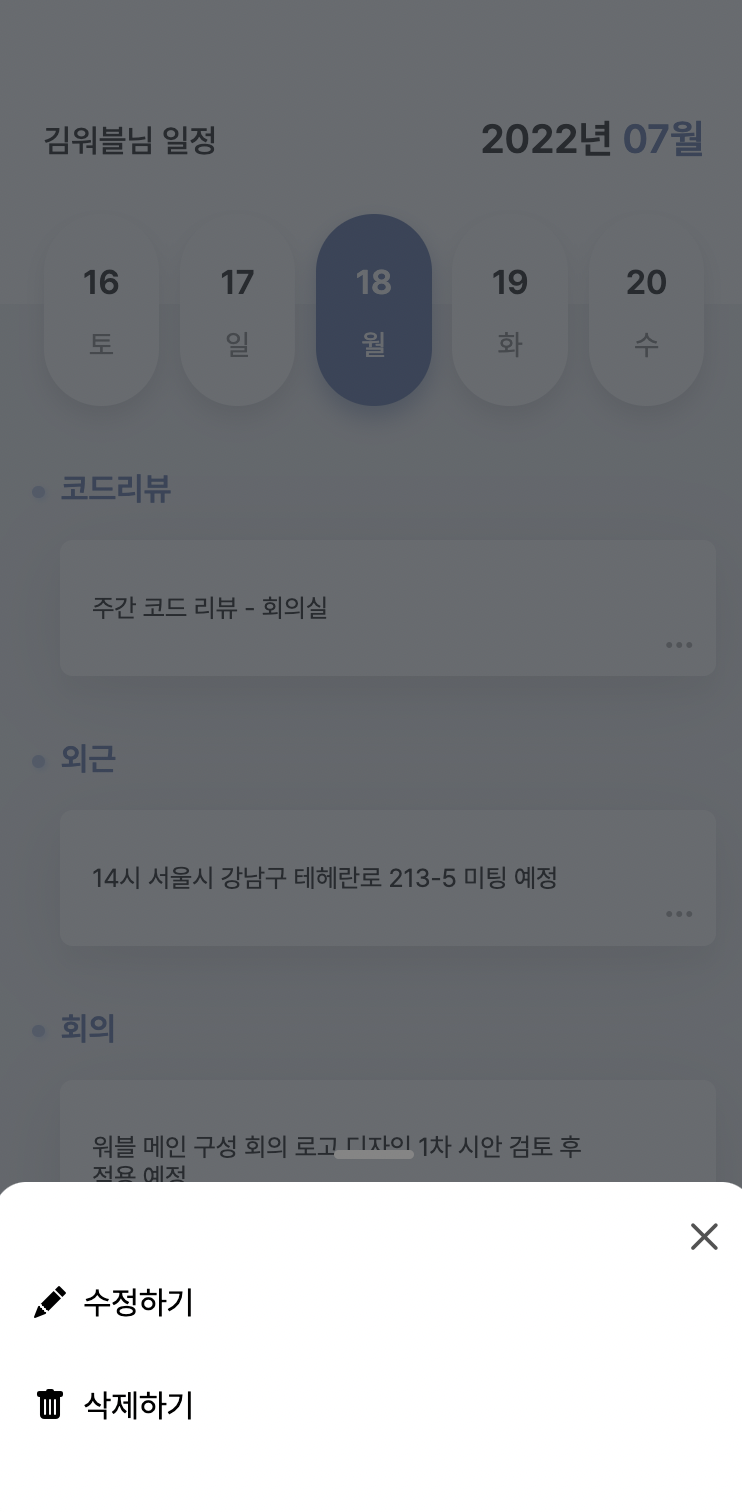 김워블님 일정
2022년 07월
16 17 18 19 20
토 일 월 화 수
코드리뷰
주간 코드 리뷰 - 회의실
외근
14시 서울시 강남구 테헤란로 213-5 미팅 예정
회의
워블 메인 구성 회의 로고 디자인 1차 시안 검토 후
적용 예정
수정하기
삭제하기